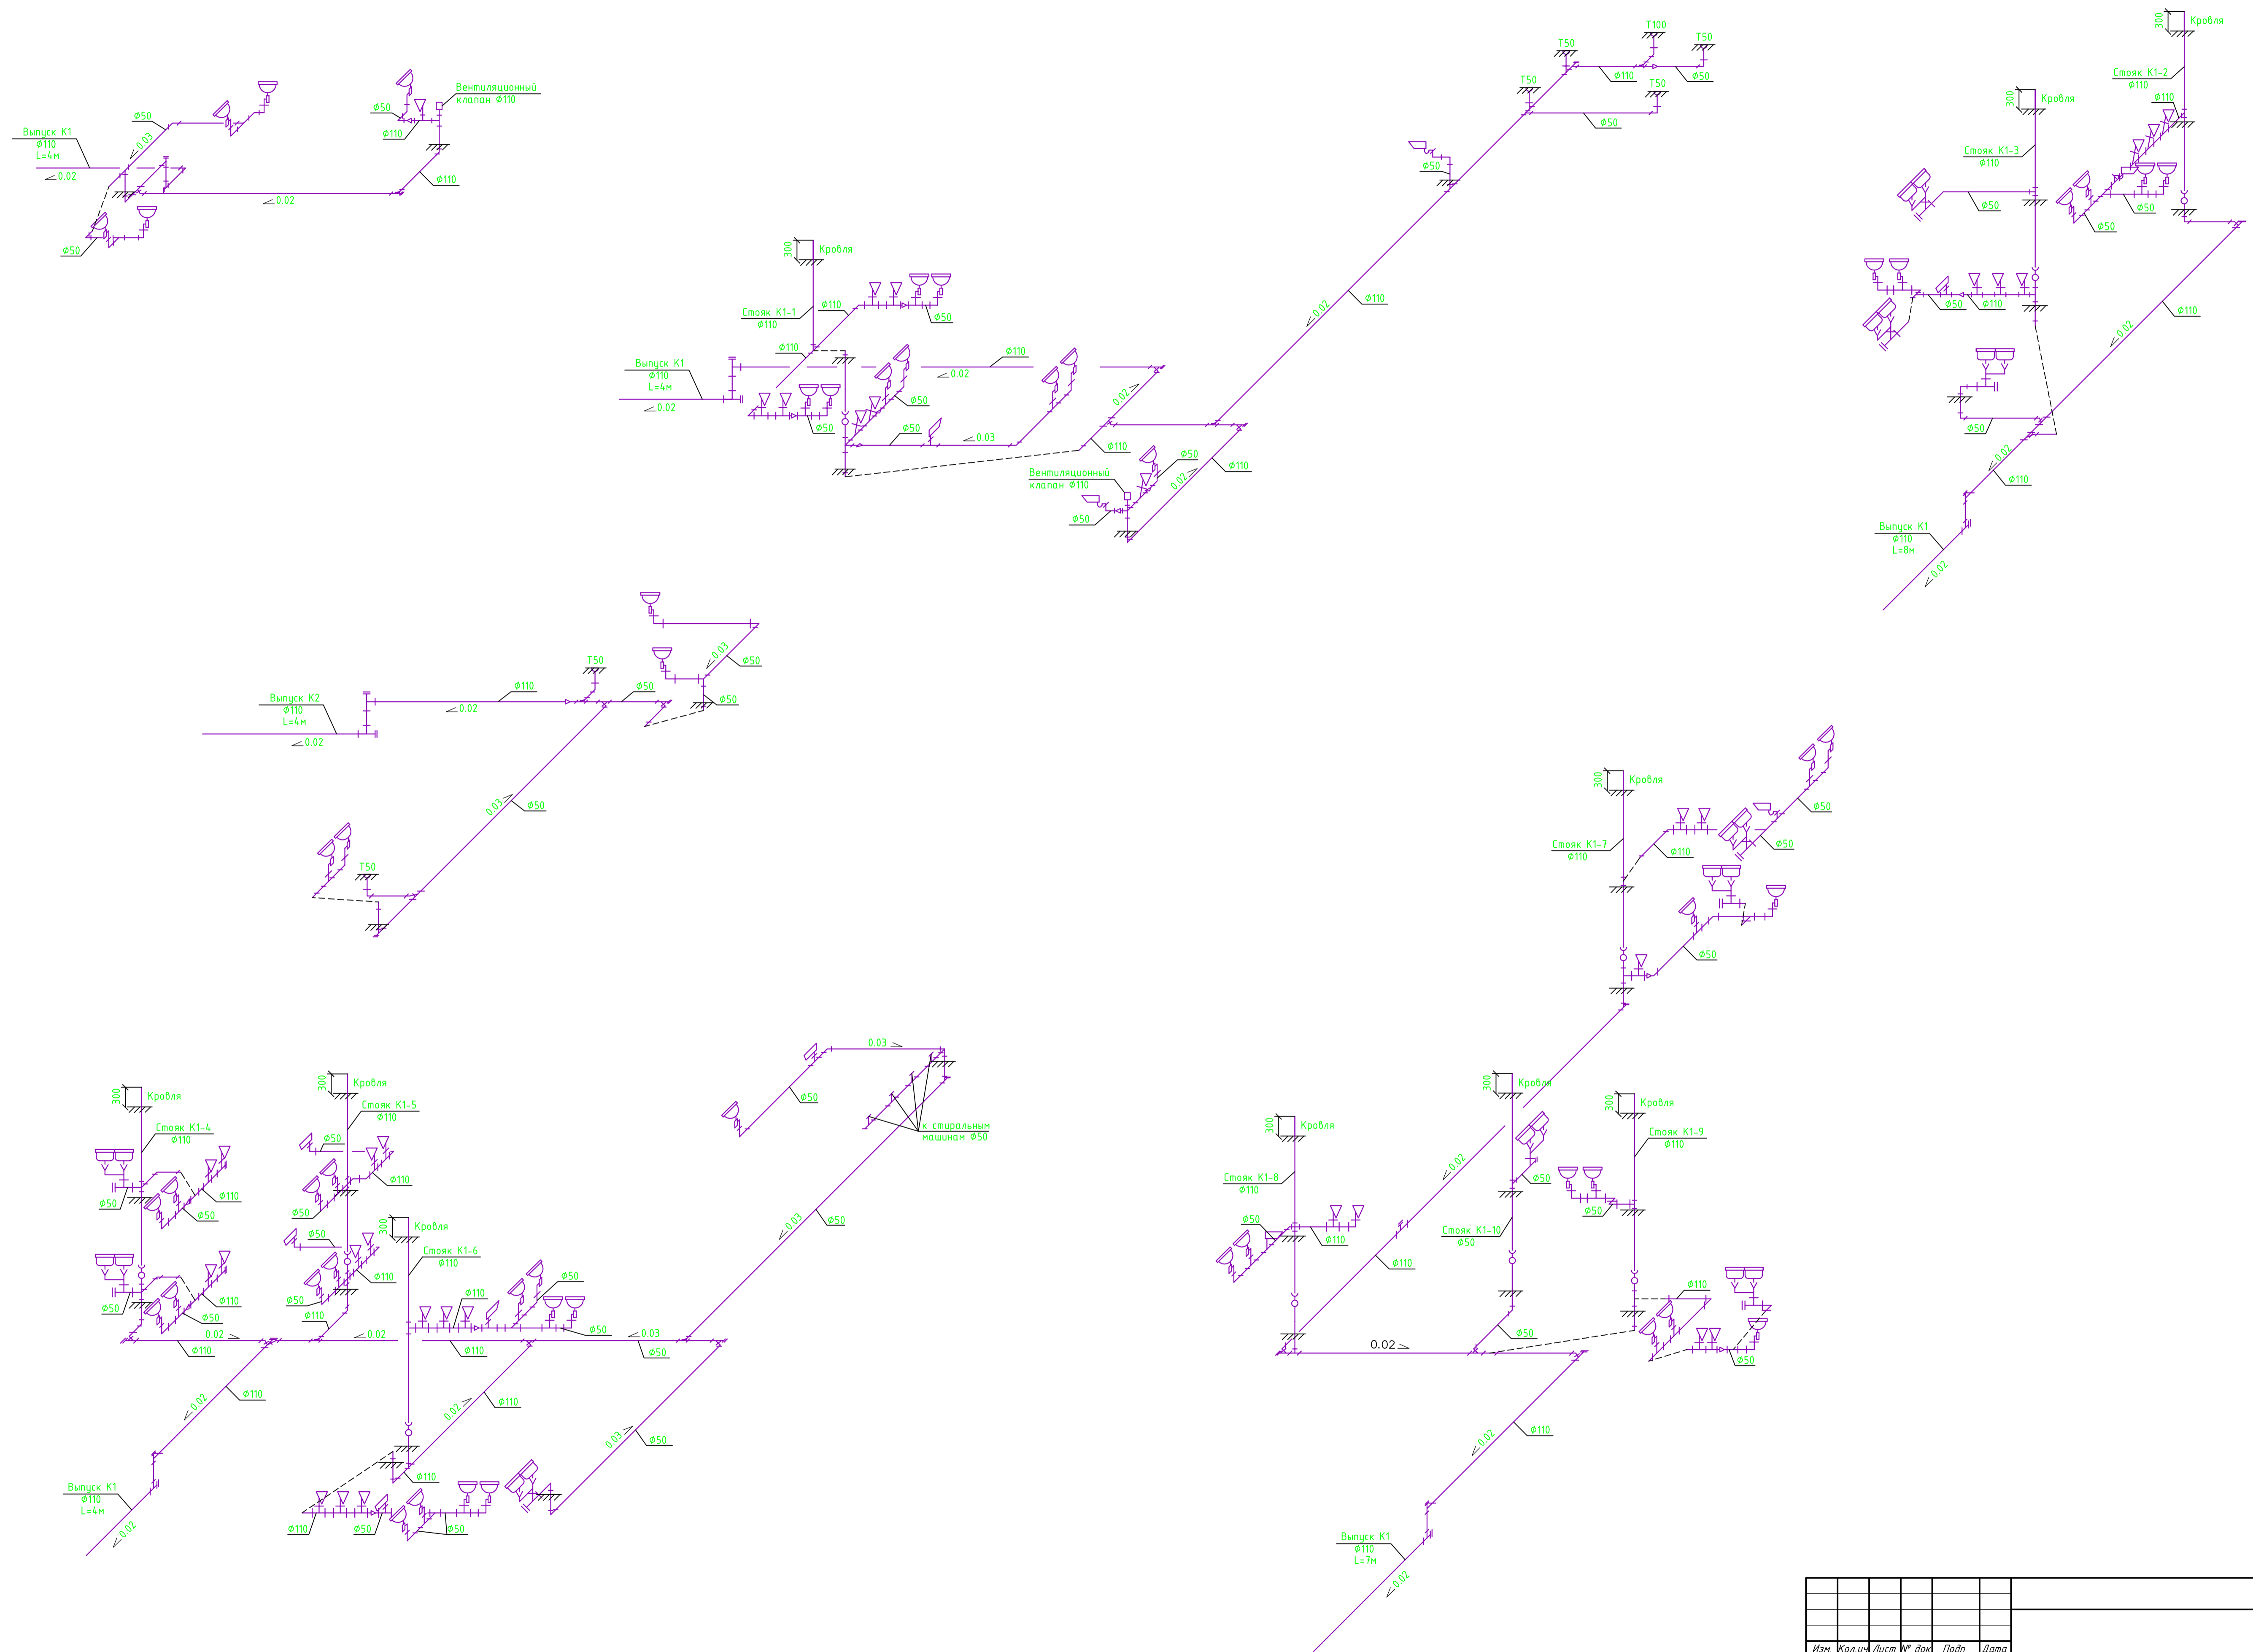 Выпуск К1
Ф110
L=4м
0.02
Ф50
0.03
Ф50
0.02
Ф50
Ф110
Вентиляционный
клапан Ф110
Ф110
300
Кровля
Стояк К1-1
Ф110
Ф110
Ф50
Ф110
Выпуск К1
Ф110
L=4м
0.02
Ф50
Ф50
Ф50
0.03
Ф110
0.02
0.02
Ф110
Вентиляционный
клапан Ф110
Ф50
Ф50
0.02
Ф110
0.02
Ф110
Ф50
Т50
Т50
Т100
Т50
Ф110
Ф50
Т50
Ф50
300
Кровля
Стояк К1-2
Ф110
Ф110
Ф50
Ф50
300
Кровля
Стояк К1-3
Ф110
Ф50
Ф50
Ф110
0.02
Ф110
Ф50
0.02
Ф110
Выпуск К1
Ф110
L=8м
0.02
Выпуск К2
Ф110
L=4м
0.02
Ф110
0.02
Т50
Ф50
0.03
Ф50
Ф50
0.03
Ф50
Т50
300
Кровля
Стояк К1-7
Ф110
Ф110
Ф50
Ф50
Ф50
300
Кровля
Стояк К1-4
Ф110
Ф50
Ф110
Ф50
Ф50
Ф110
Ф50
300
Кровля
Стояк К1-5
Ф110
Ф50
Ф110
Ф50
Ф50
Ф110
Ф50
Ф110
300
Кровля
Стояк К1-6
Ф110
Ф110
Ф50
Ф50
0.02
Ф110
0.02
Ф110
0.03
Ф50
0.02
Ф110
0.02
Ф110
Выпуск К1
Ф110
L=4м
0.02
Ф110
Ф110
Ф50
Ф50
0.03
Ф50
0.03
Ф50
0.03
Ф50
к стиральным
машинам Ф50
300
Кровля
Стояк К1-8
Ф110
Ф50
Ф110
0.02
Ф110
300
Кровля
Стояк К1-10
Ф50
Ф50
Ф50
300
Кровля
Стояк К1-9
Ф110
Ф50
Ф110
Ф50
0.02
0.02
Ф110
Выпуск К1
Ф110
L=7м
0.02
Изм. Кол.уч Лист № док Подп. Дата